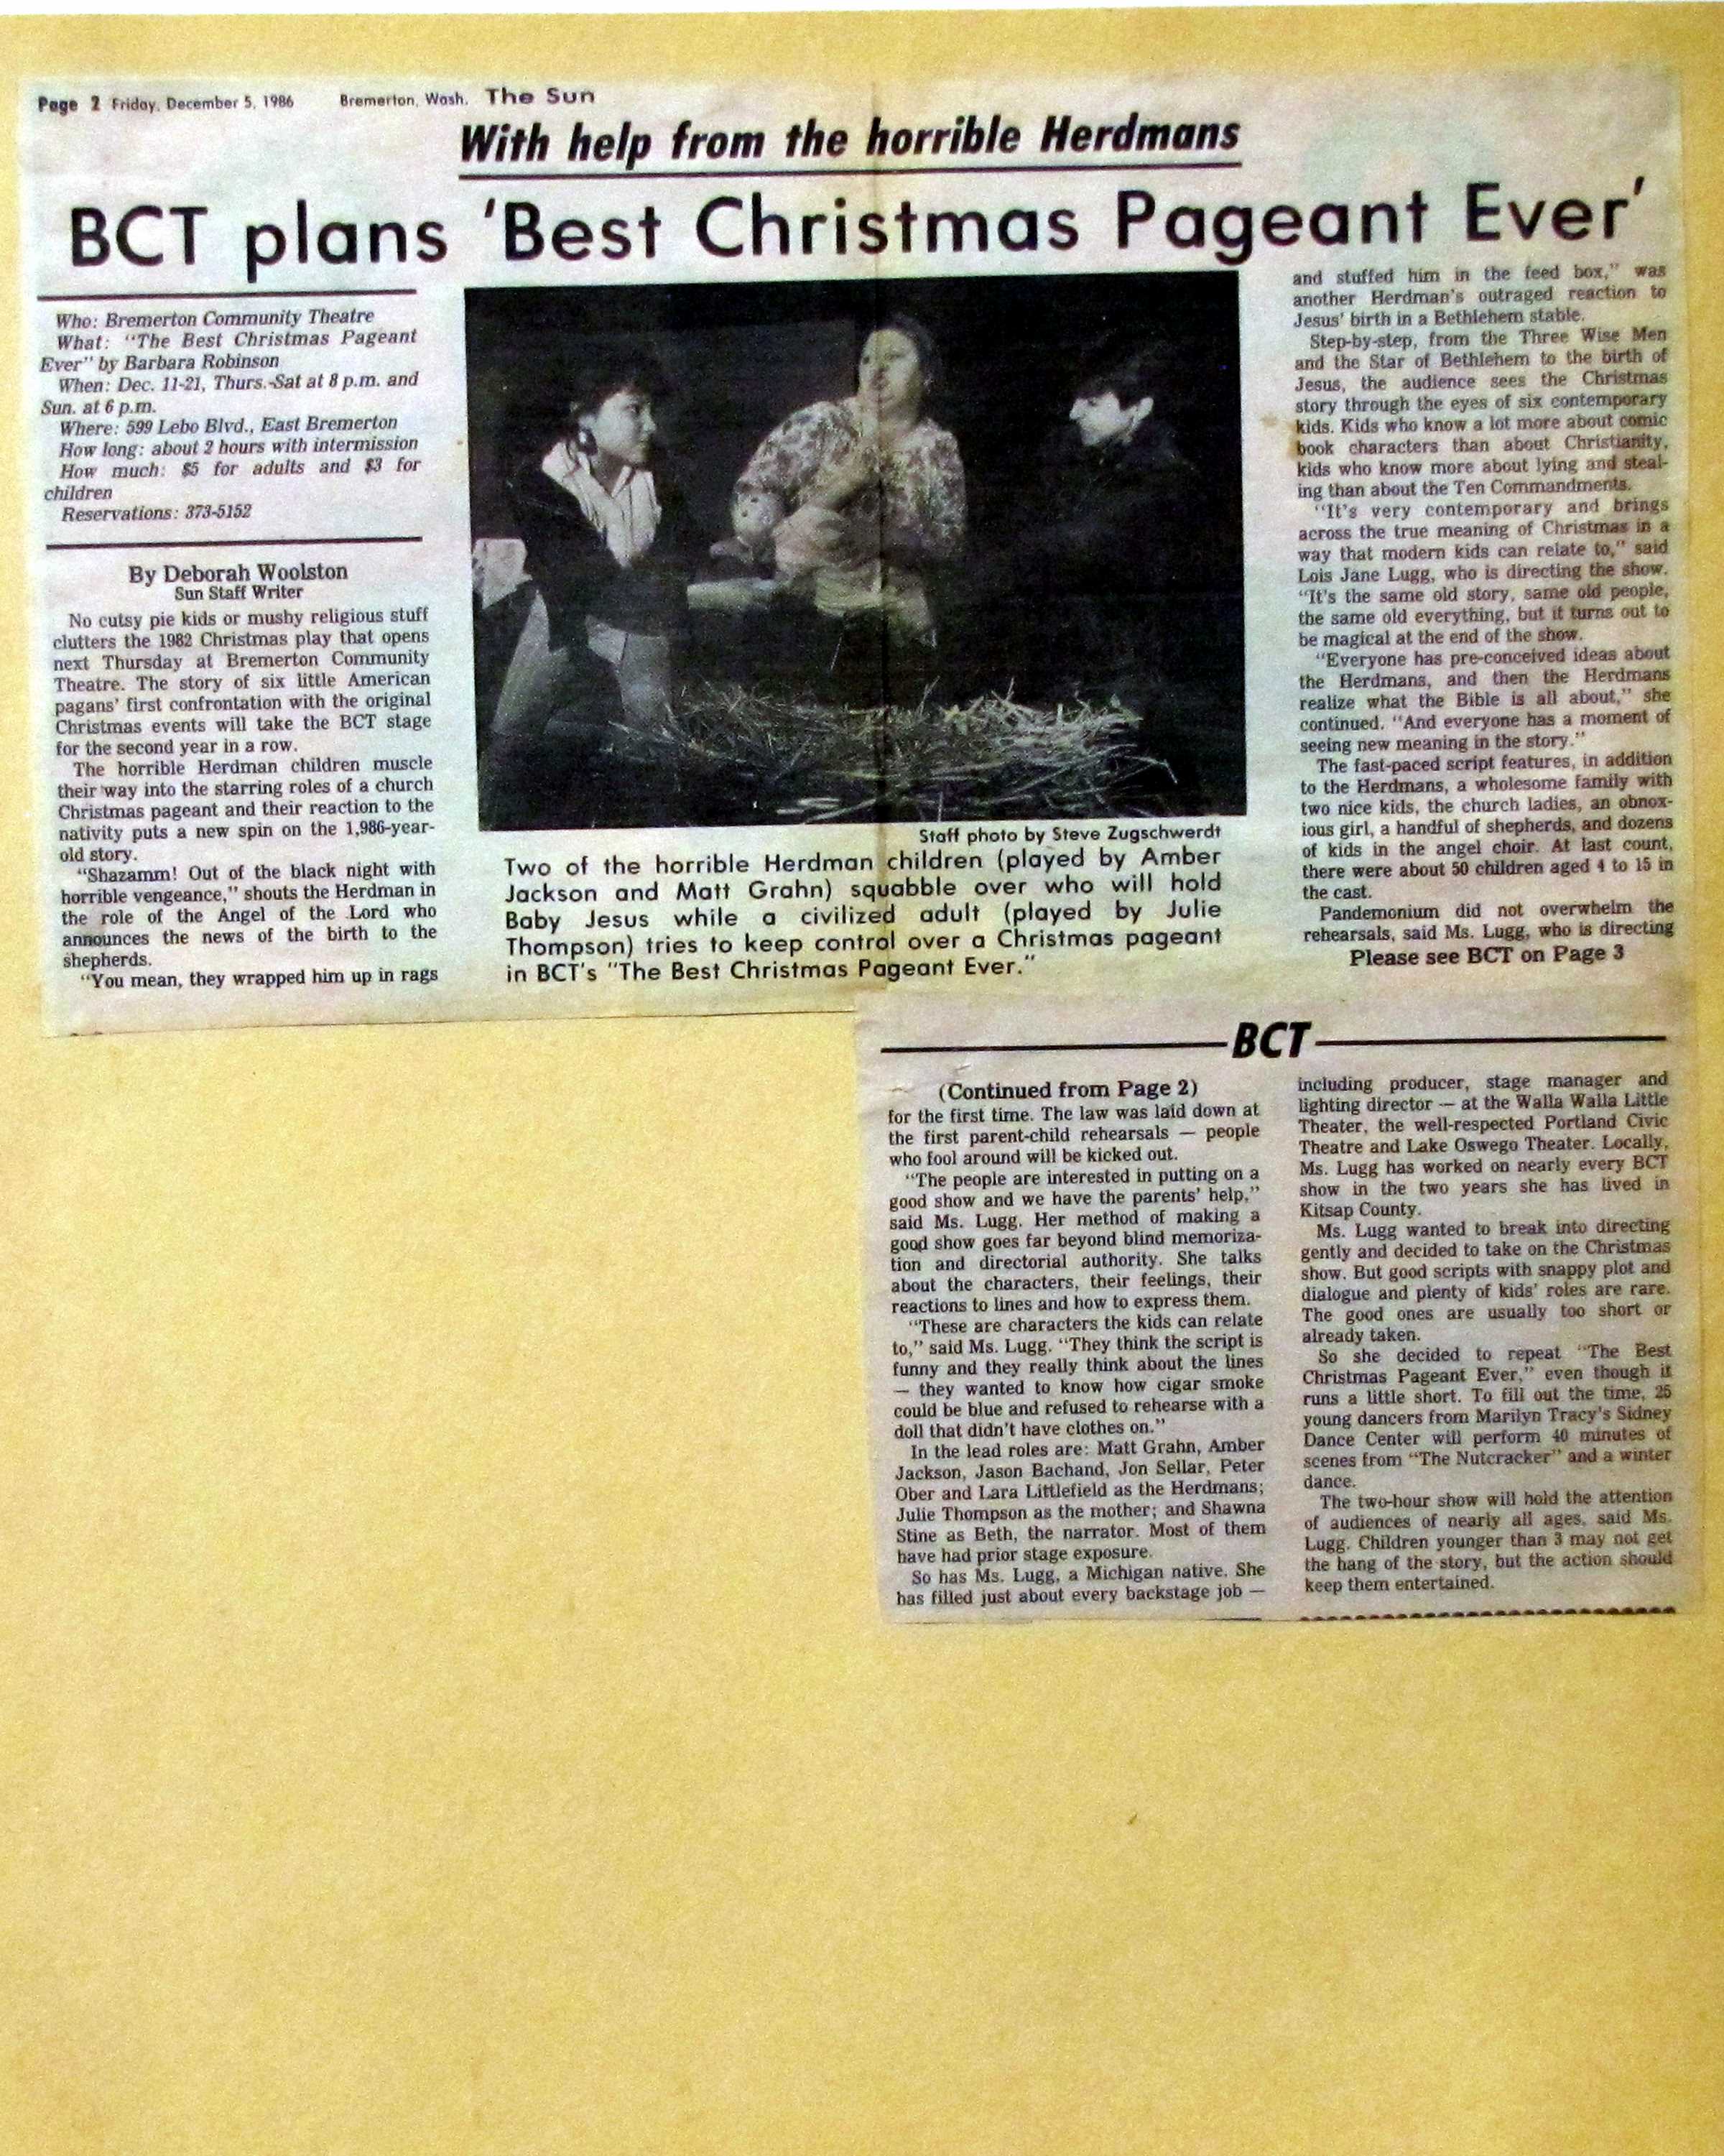 Page 2 Friday, December 5, 1986 Bremerton, Wash. The Sun
With help from the horrible Herdmans
BCT plans 'Best Christmas Pageant Ever'
Who: Bremerton Community Theatre
What: "The Best Christmas Pageant
Ever" by Barbara Robinson
When: Dec. 11-21, Thurs.-Sat at 8 p.m. and
Sun. at 6 p.m.
Where: 599 Lebo Blvd., East Bremerton
How long: about 2 hours with intermission
How much: $5 for adults and $3 for
children
Reservations: 373-5152
By Deborah Woolston
Sun Staff Writer
No cutsy pie kids or mushy religious stuff
clutters the 1982 Christmas play that opens
next Thursday at Bremerton Community
Theatre. The story of six little American
pagans' first confrontation with the original
Christmas events will take the BCT stage
for the second year in a row.
The horrible Herdman children muscle
their way into the starring roles of a church
Christmas pageant and their reaction to the
nativity puts a new spin on the 1,986-year-
old story.
"Shazamm! Out of the black night with
horrible vengeance," shouts the Herdman in
the role of the Angel of the Lord who
announces the news of the birth to the
shepherds.
"You mean, they wrapped him up in rags
Staff photo by Steve Zugschwerdt
Two of the horrible Herdman children (played by Amber
Jackson and Matt Grahn) squabble over who will hold
Baby Jesus while a civilized adult (played by Julie
Thompson) tries to keep control over a Christmas pageant
in BCT's "The Best Christmas Pageant Ever."
and stuffed him in the feed box," was
another Herdman's outraged reaction to
Jesus' birth in a Bethlehem stable.
Step-by-step, from the Three Wise Men
and the Star of Bethlehem to the birth of
Jesus, the audience sees the Christmas
story through the eyes of six contemporary
kids. Kids who know a lot more about comic
book characters than about Christianity,
kids who know more about lying and steal-
ing than about the Ten Commandments.
"It's very contemporary and brings
across the true meaning of Christmas in a
way that modern kids can relate to," said
Lois Jane Lugg, who is directing the show.
"It's the same old story, same old people,
the same old everything, but it turns out to
be magical at the end of the show.
"Everyone has pre-conceived ideas about
the Herdmans, and then the Herdmans
realize what the Bible is all about," she
continued. "And everyone has a moment of
seeing new meaning in the story."
The fast-paced script features, in addition
to the Herdmans, a wholesome family with
two nice kids, the church ladies, an obnox-
ious girl, a handful of shepherds, and dozens
of kids in the angel choir. At last count,
there were about 50 children aged 4 to 15 in
the cast.
Pandemonium did not overwhelm the
rehearsals, said Ms. Lugg, who is directing
Please see BCT on Page 3
BCT
(Continued from Page 2)
for the first time. The law was laid down at
the first parent-child rehearsals — people
who fool around will be kicked out.
"The people are interested in putting on a
good show and we have the parents' help,"
said Ms. Lugg. Her method of making a
good show goes far beyond blind memoriza-
tion and directorial authority. She talks
about the characters, their feelings, their
reactions to lines and how to express them.
"These are characters the kids can relate
to," said Ms. Lugg. "They think the script is
funny and they really think about the lines
— they wanted to know how cigar smoke
could be blue and refused to rehearse with a
doll that didn't have clothes on."
In the lead roles are: Matt Grahn, Amber
Jackson, Jason Bachand, Jon Sellar, Peter
Ober and Lara Littlefield as the Herdmans;
Julie Thompson as the mother; and Shawna
Stine as Beth, the narrator. Most of them
have had prior stage exposure.
So has Ms. Lugg, a Michigan native. She
has filled just about every backstage job —
including producer, stage manager and
lighting director — at the Walla Walla Little
Theater, the well-respected Portland Civic
Theatre and Lake Oswego Theater. Locally,
Ms. Lugg has worked on nearly every BCT
show in the two years she has lived in
Kitsap County.
Ms. Lugg wanted to break into directing
gently and decided to take on the Christmas
show. But good scripts with snappy plot and
dialogue and plenty of kids' roles are rare.
The good ones are usually too short or
already taken.
So she decided to repeat "The Best
Christmas Pageant Ever," even though it
runs a little short. To fill out the time, 25
young dancers from Marilyn Tracy's Sidney
Dance Center will perform 40 minutes of
scenes from "The Nutcracker" and a winter
dance.
The two-hour show will hold the attention
of audiences of nearly all ages, said Ms.
Lugg. Children younger than 3 may not get
the hang of the story, but the action should
keep them entertained.